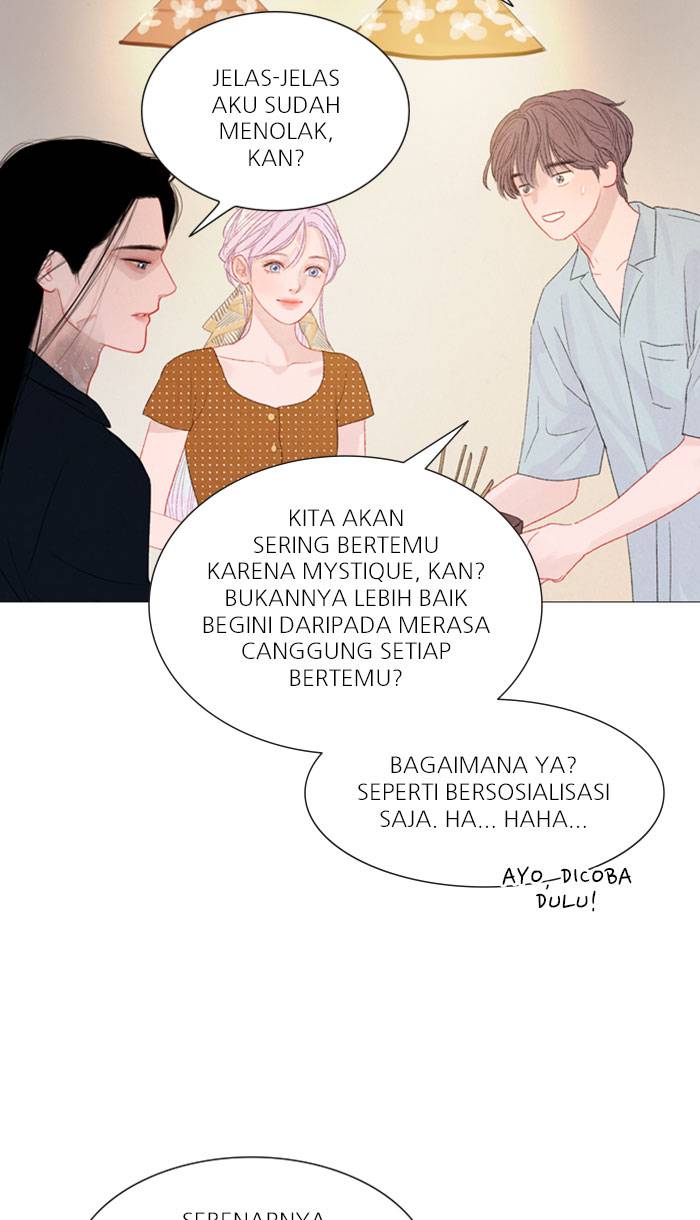 JELAS-JELAS
AKU SUDAH
MENOLAK,
KAN?
KITA AKAN
SERING BERTEMU
KARENA MYSTIQUE, KAN?
BUKANNYA LEBIH BAIK
BEGINI DARIPADA MERASA
CANGGUNG SETIAP
BERTEMU?
BAGAIMANA YA?
SEPERTI BERSOSIALISASI
SAJA. HA... HAHA...
AYO, DICOBA
DULU!
SEBENARNYA